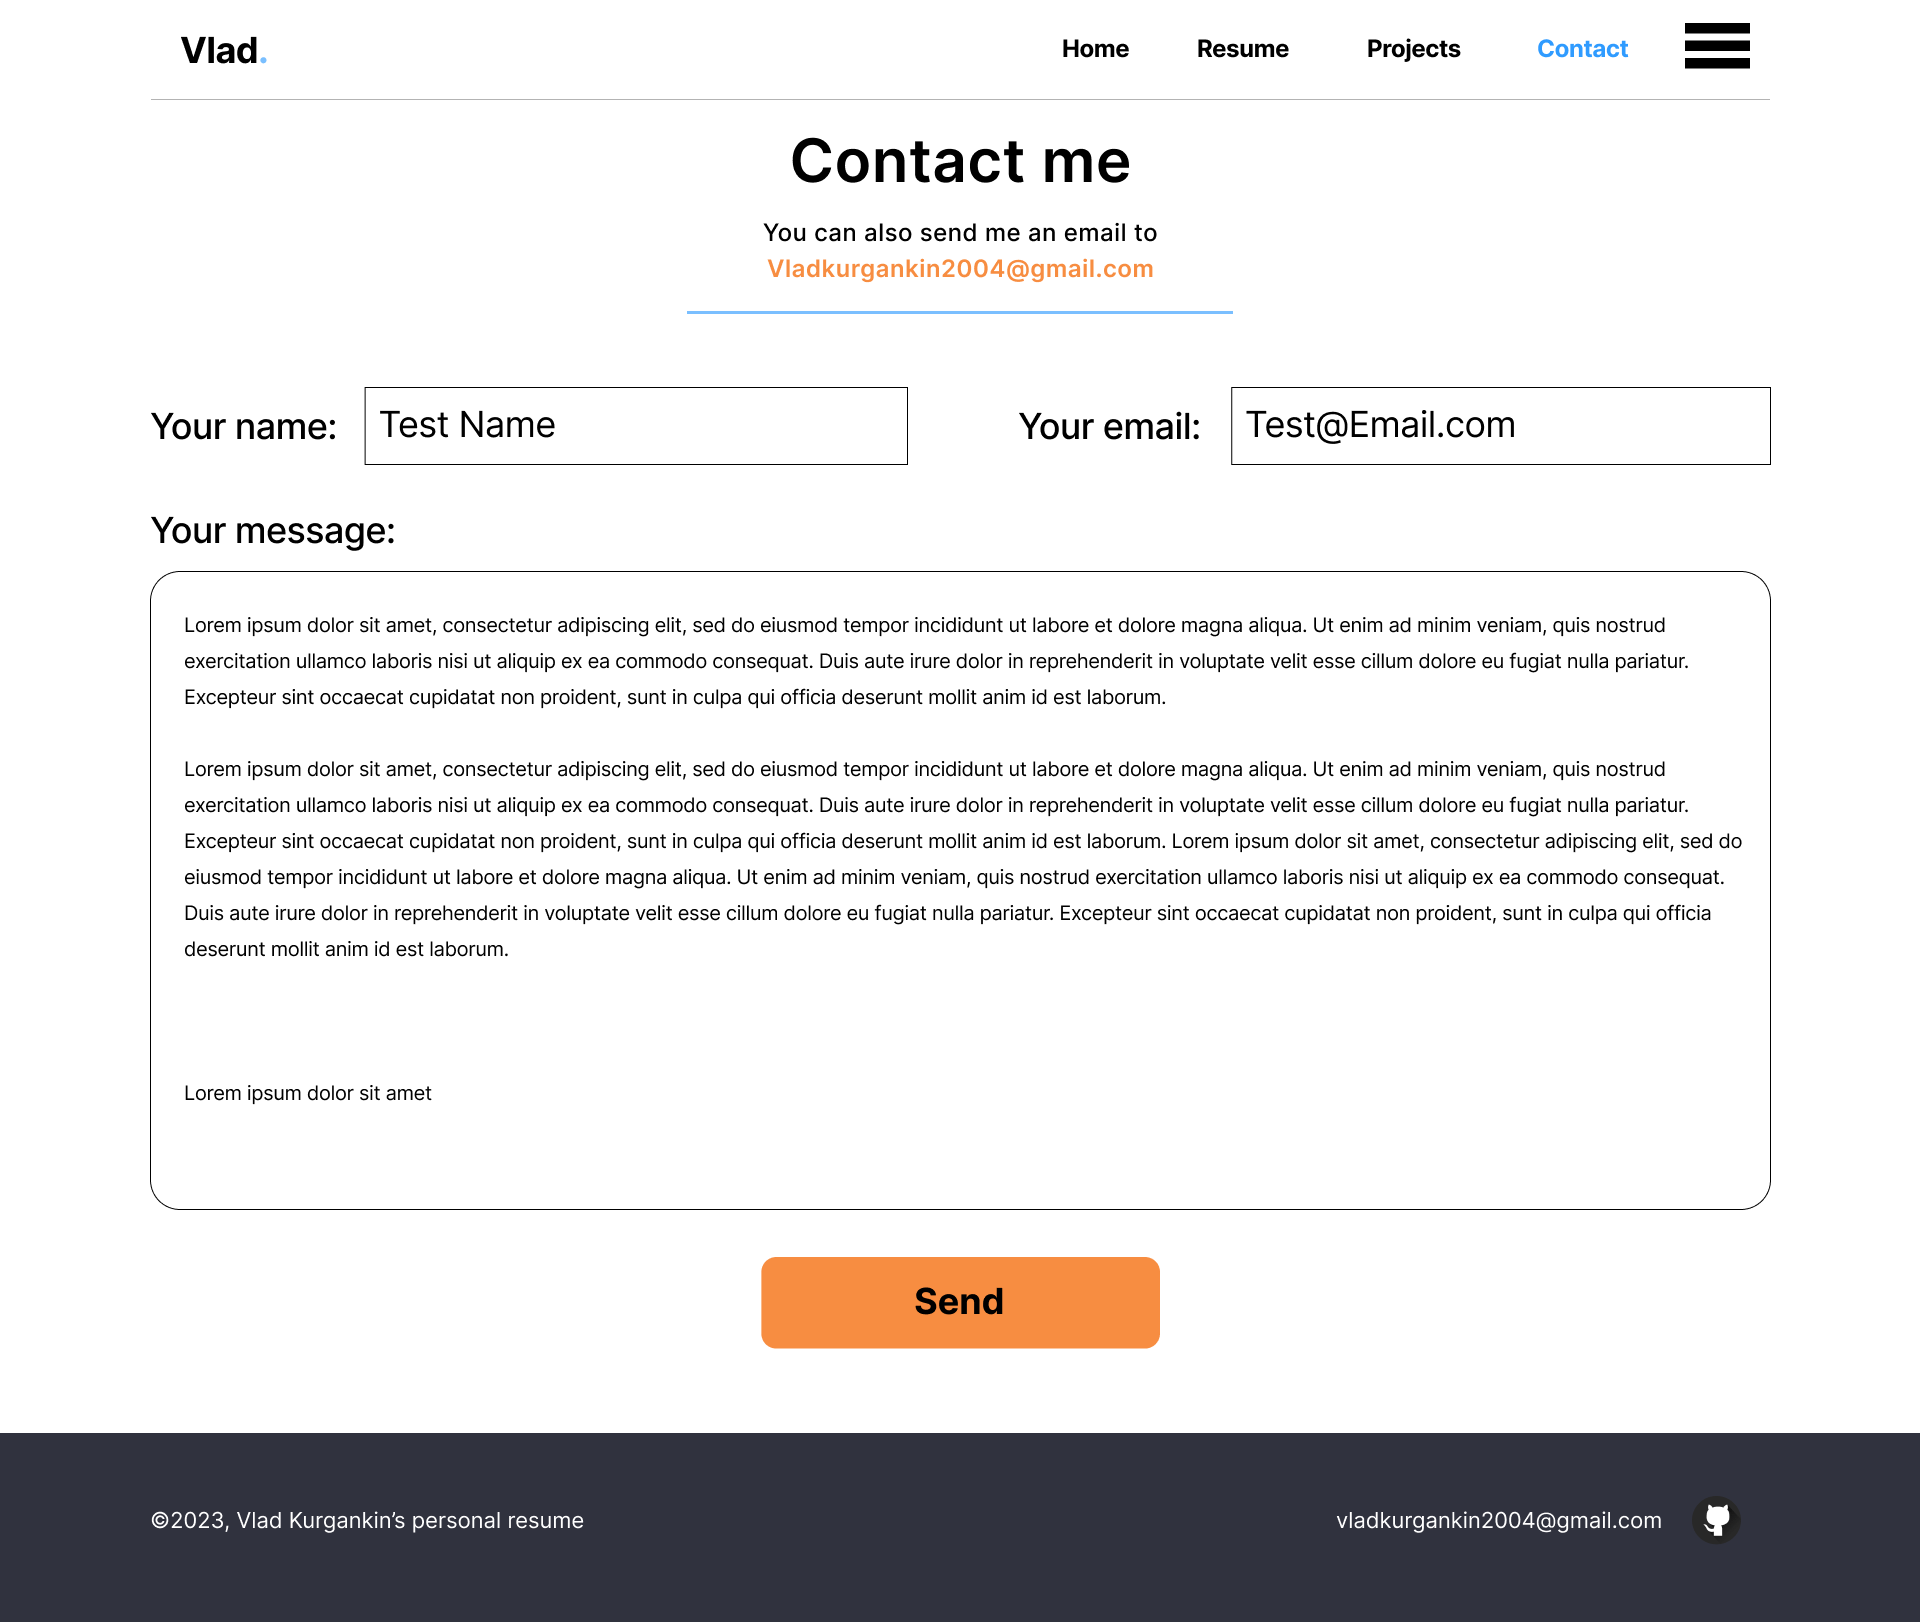 Vlad.
Home Resume Projects Contact
Contact me
You can also send me an email to
Vladkurgankin2004@gmail.com
Your name: Test Name
Your email: Test@Email.com
Your message:
Lorem ipsum dolor sit amet, consectetur adipiscing elit, sed do eiusmod tempor incididunt ut labore et dolore magna aliqua. Ut enim ad minim veniam, quis nostrud
exercitation ullamco laboris nisi ut aliquip ex ea commodo consequat. Duis aute irure dolor in reprehenderit in voluptate velit esse cillum dolore eu fugiat nulla pariatur.
Excepteur sint occaecat cupidatat non proident, sunt in culpa qui officia deserunt mollit anim id est laborum.
Lorem ipsum dolor sit amet, consectetur adipiscing elit, sed do eiusmod tempor incididunt ut labore et dolore magna aliqua. Ut enim ad minim veniam, quis nostrud
exercitation ullamco laboris nisi ut aliquip ex ea commodo consequat. Duis aute irure dolor in reprehenderit in voluptate velit esse cillum dolore eu fugiat nulla pariatur.
Excepteur sint occaecat cupidatat non proident, sunt in culpa qui officia deserunt mollit anim id est laborum. Lorem ipsum dolor sit amet, consectetur adipiscing elit, sed do
eiusmod tempor incididunt ut labore et dolore magna aliqua. Ut enim ad minim veniam, quis nostrud exercitation ullamco laboris nisi ut aliquip ex ea commodo consequat.
Duis aute irure dolor in reprehenderit in voluptate velit esse cillum dolore eu fugiat nulla pariatur. Excepteur sint occaecat cupidatat non proident, sunt in culpa qui officia
deserunt mollit anim id est laborum.
Lorem ipsum dolor sit amet
Send
©2023, Vlad Kurgankin’s personal resume
vladkurgankin2004@gmail.com